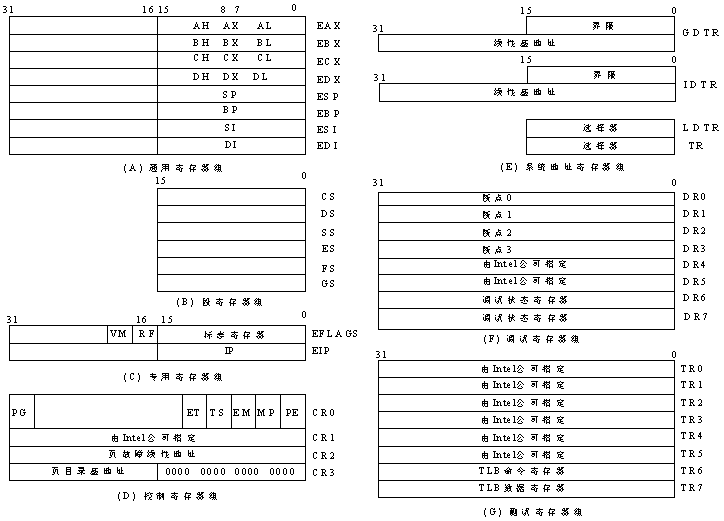 31 16 15 8 7 0
AH AX AL EAX
BH BX BL EBX
CH CX CL ECX
DH DX DL EDX
SP ESP
BP EBP
SI ESI
DI EDI
(A) 通用寄存器组
15 0
CS
DS
SS
ES
FS
GS
(B) 段寄存器组
31 16 15 0
VM RF 标志寄存器 EFLAGS
IP EIP
(C) 专用寄存器组
PG ET TS EM MP PE CR0
由Intel公司指定 CR1
页故障线性地址 CR2
页目录基地址 0000 0000 0000 0000 CR3
(D) 控制寄存器组
15 0
界限 GDTR
31 线性基地址
15 0
界限 IDTR
31 线性基地址
15 0
选择器 LDTR
选择器 TR
(E) 系统地址寄存器组
31 0
断点0 DR0
断点1 DR1
断点2 DR2
断点3 DR3
由Intel公司指定 DR4
由Intel公司指定 DR5
调试状态寄存器 DR6
调试状态寄存器 DR7
(F) 调试寄存器组
31 0
由Intel公司指定 TR0
由Intel公司指定 TR1
由Intel公司指定 TR2
由Intel公司指定 TR3
由Intel公司指定 TR4
由Intel公司指定 TR5
TLB命令寄存器 TR6
TLB数据寄存器 TR7
(G) 测试寄存器组